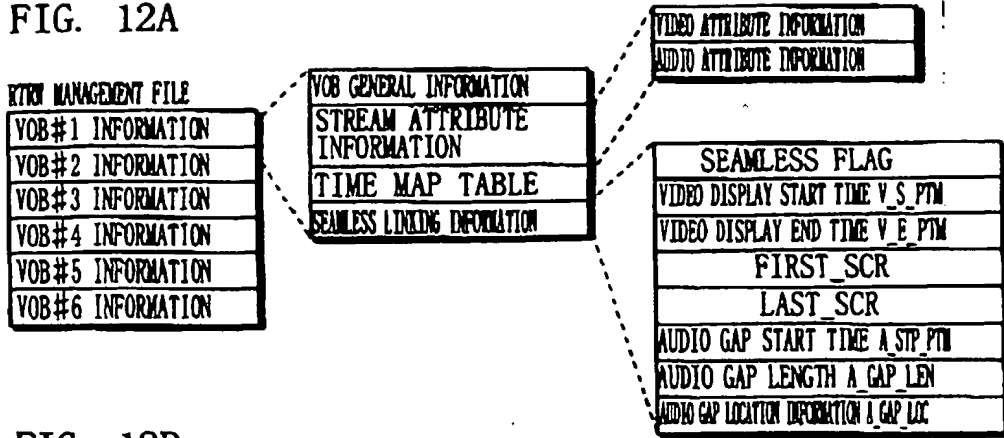 FIG. 12A
RTRW MANAGEMENT FILE
VOB#1 INFORMATION
VOB#2 INFORMATION
VOB#3 INFORMATION
VOB#4 INFORMATION
VOB#5 INFORMATION
VOB#6 INFORMATION
VOB GENERAL INFORMATION
STREAM ATTRIBUTE
INFORMATION
TIME MAP TABLE
SEAMLESS LINKING INFORMATION
VIDEO ATTRIBUTE INFORMATION
AUDIO ATTRIBUTE INFORMATION
SEAMLESS FLAG
VIDEO DISPLAY START TIME V_S_PTM
VIDEO DISPLAY END TIME V_E_PTM
FIRST_SCR
LAST_SCR
AUDIO GAP START TIME A_STP_PTM
AUDIO GAP LENGTH A_GAP_LEN
AUDIO GAP LOCATION INFORMATION A_GAP_LOC